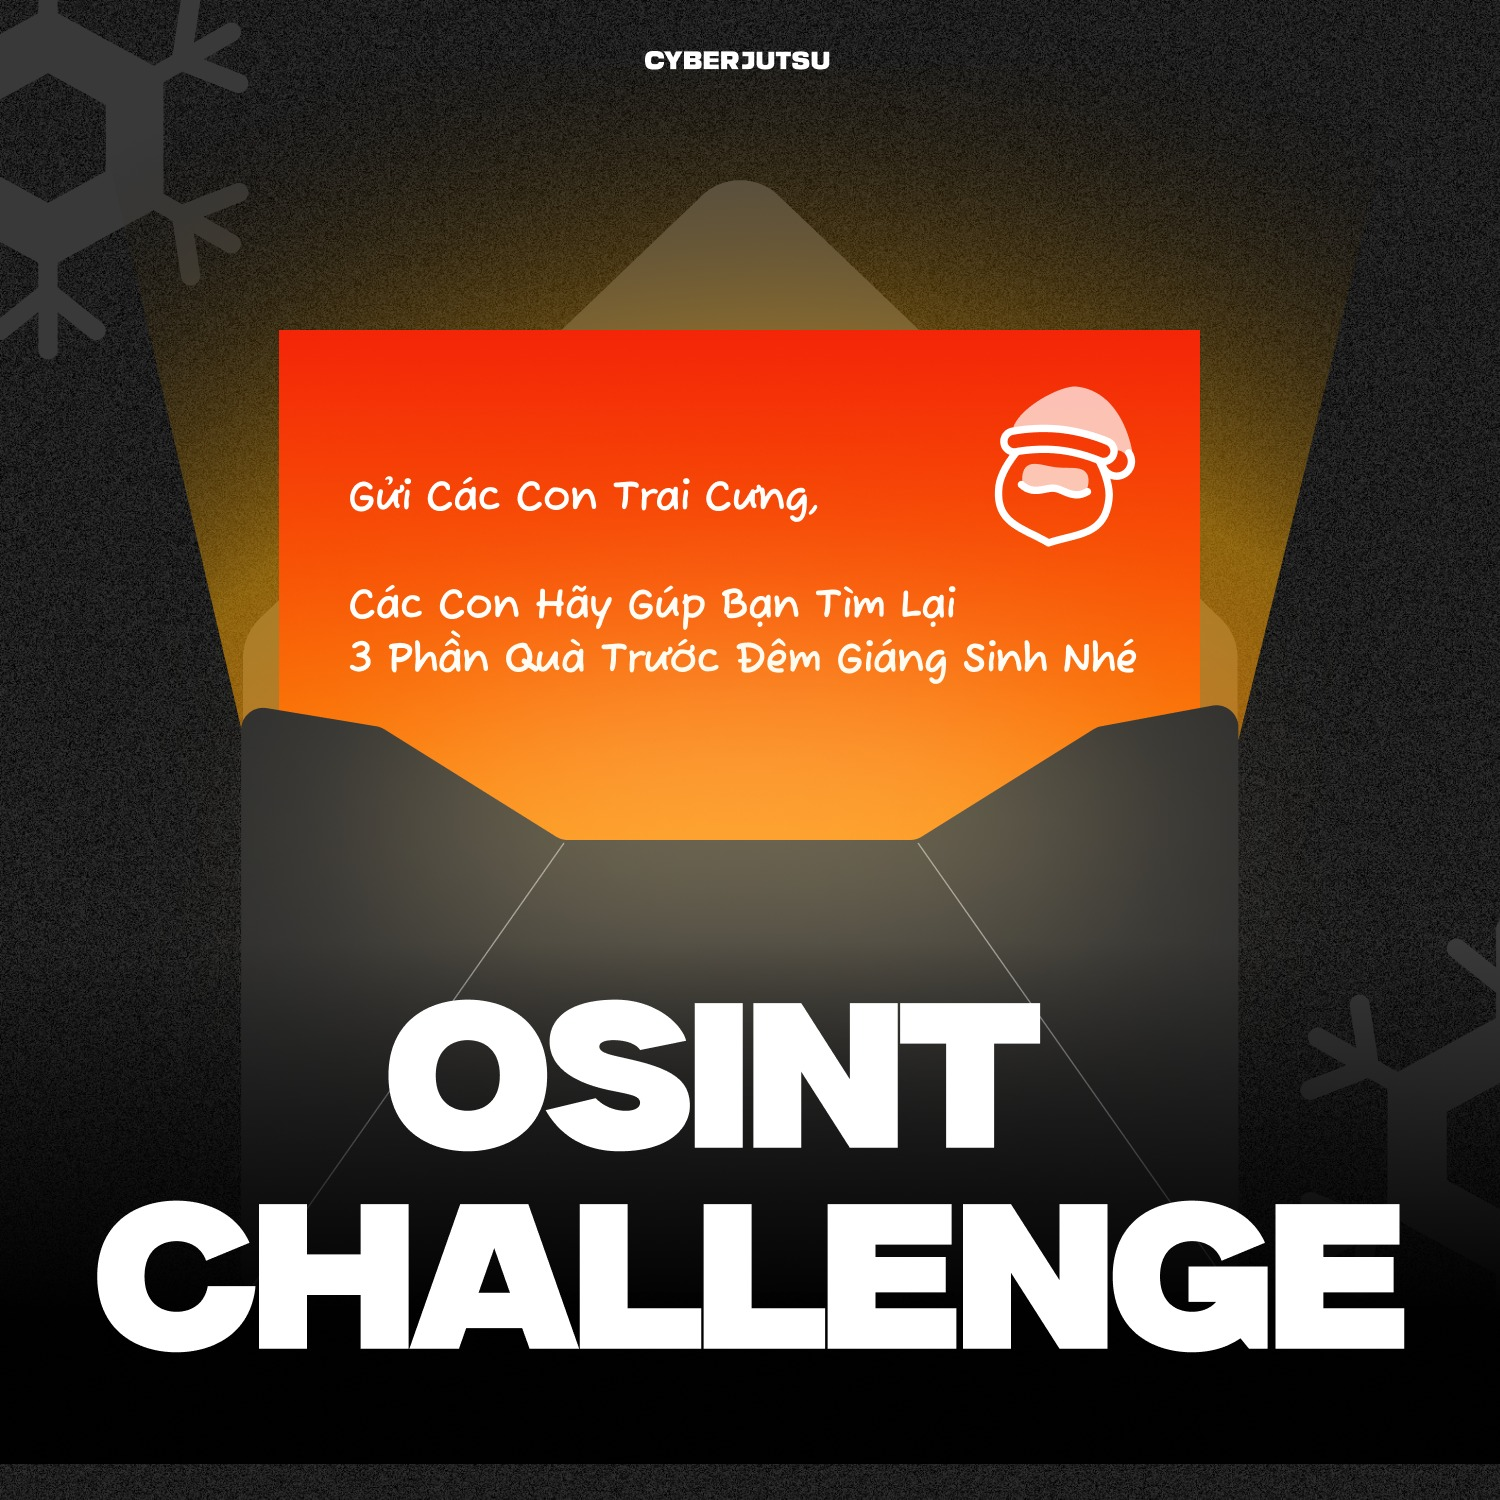 CYBERJUTSU
Gửi Các Con Trai Cưng,
Các Con Hãy Gúp Bạn Tìm Lại
3 Phần Quà Trước Đêm Giáng Sinh Nhé
OSINT
CHALLENGE